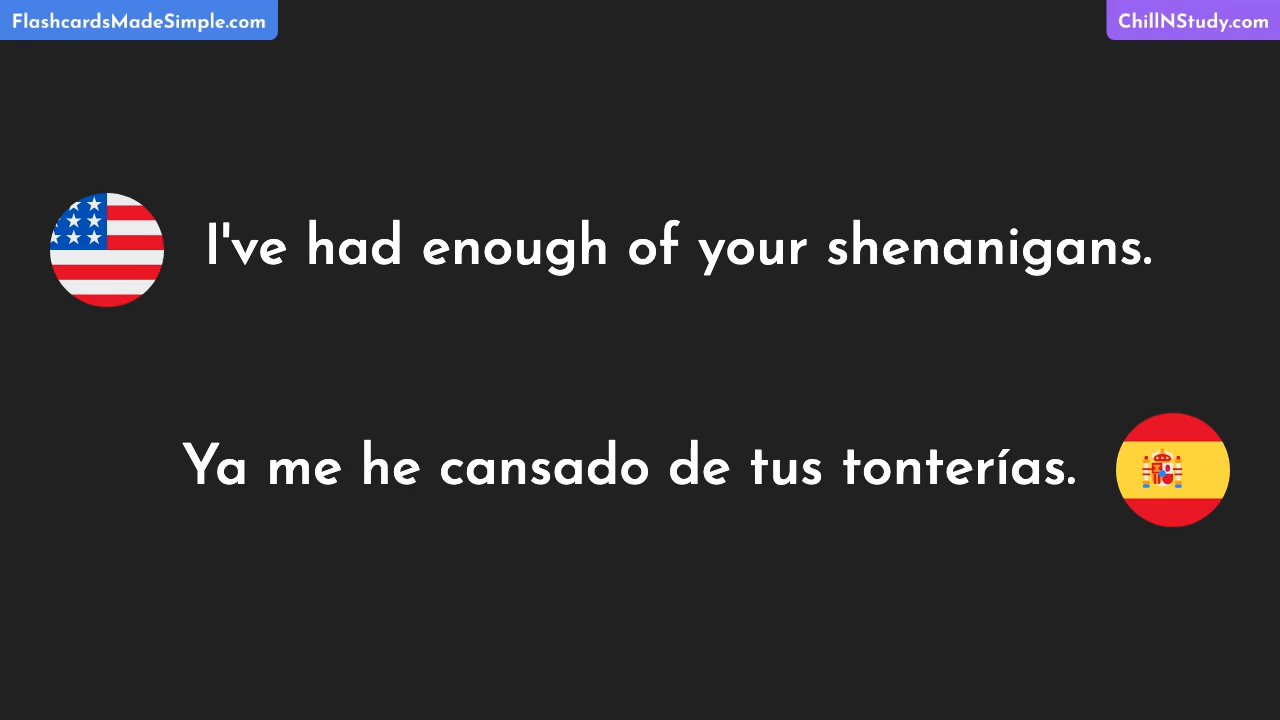 FlashcardsMadeSimple.com
ChillNStudy.com
I've had enough of your shenanigans.
Ya me he cansado de tus tonterías.